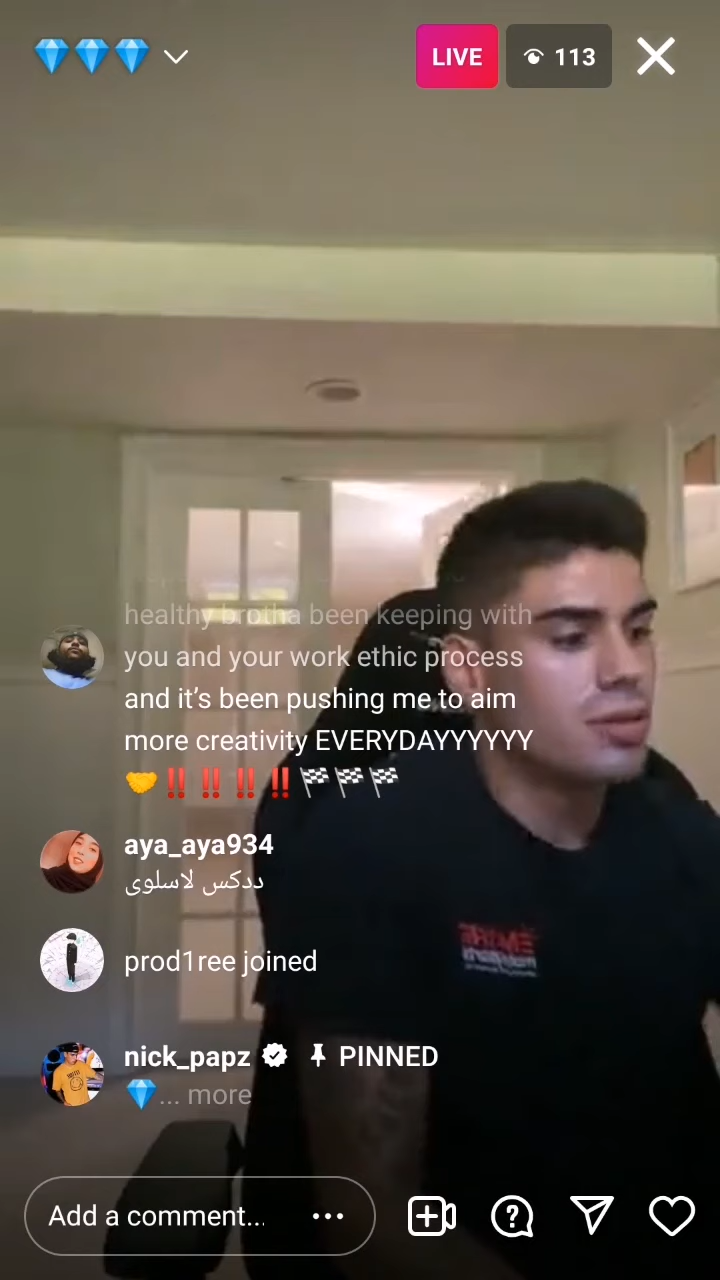 💎💎💎
LIVE
113
healthy brotha been keeping with
you and your work ethic process
and it’s been pushing me to aim
more creativity EVERYDAYYYYYY
🤝‼️‼️‼️‼️🏁🏁🏁
aya_aya934
ددكس لاسلوى
prod1ree joined
nick_papz PINNED
💎... more
Add a comment...